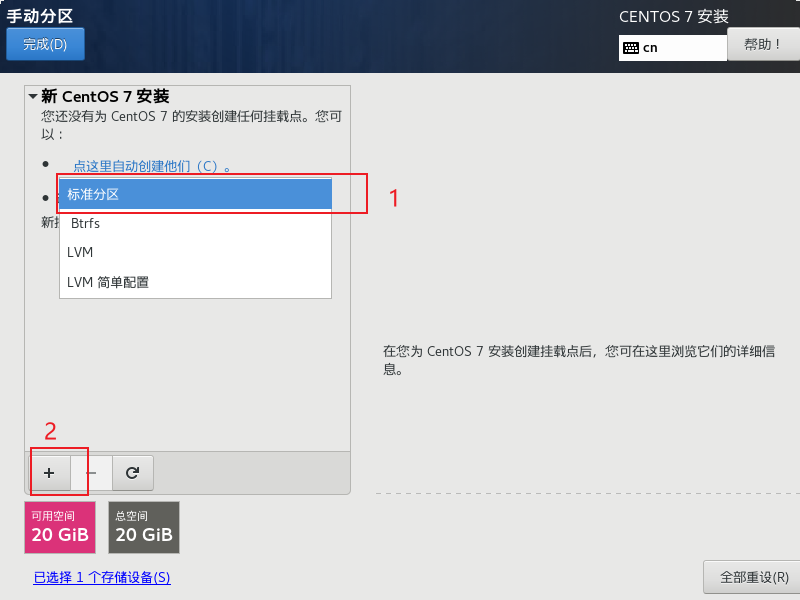 手动分区
CENTOS 7 安装
完成(D)
cn
帮助！
新 CentOS 7 安装
您还没有为 CentOS 7 的安装创建任何挂载点。您可
以：
点这里自动创建他们（C）。
标准分区
1
新
Btrfs
LVM
LVM 简单配置
在您为 CentOS 7 安装创建挂载点后，您可在这里浏览它们的详细信
息。
2
+ −
可用空间
20 GiB
总空间
20 GiB
已选择 1 个存储设备(S)
全部重设(R)